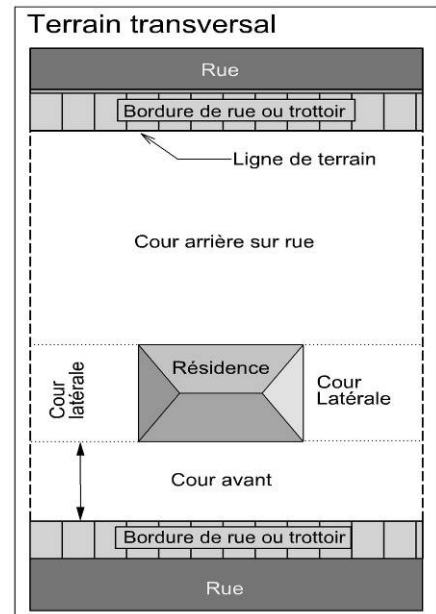 Terrain transversal
Rue
Bordure de rue ou trottoir
Ligne de terrain
Cour arrière sur rue
Résidence
Cour
latérale
Cour
Latérale
Cour avant
Bordure de rue ou trottoir
Rue